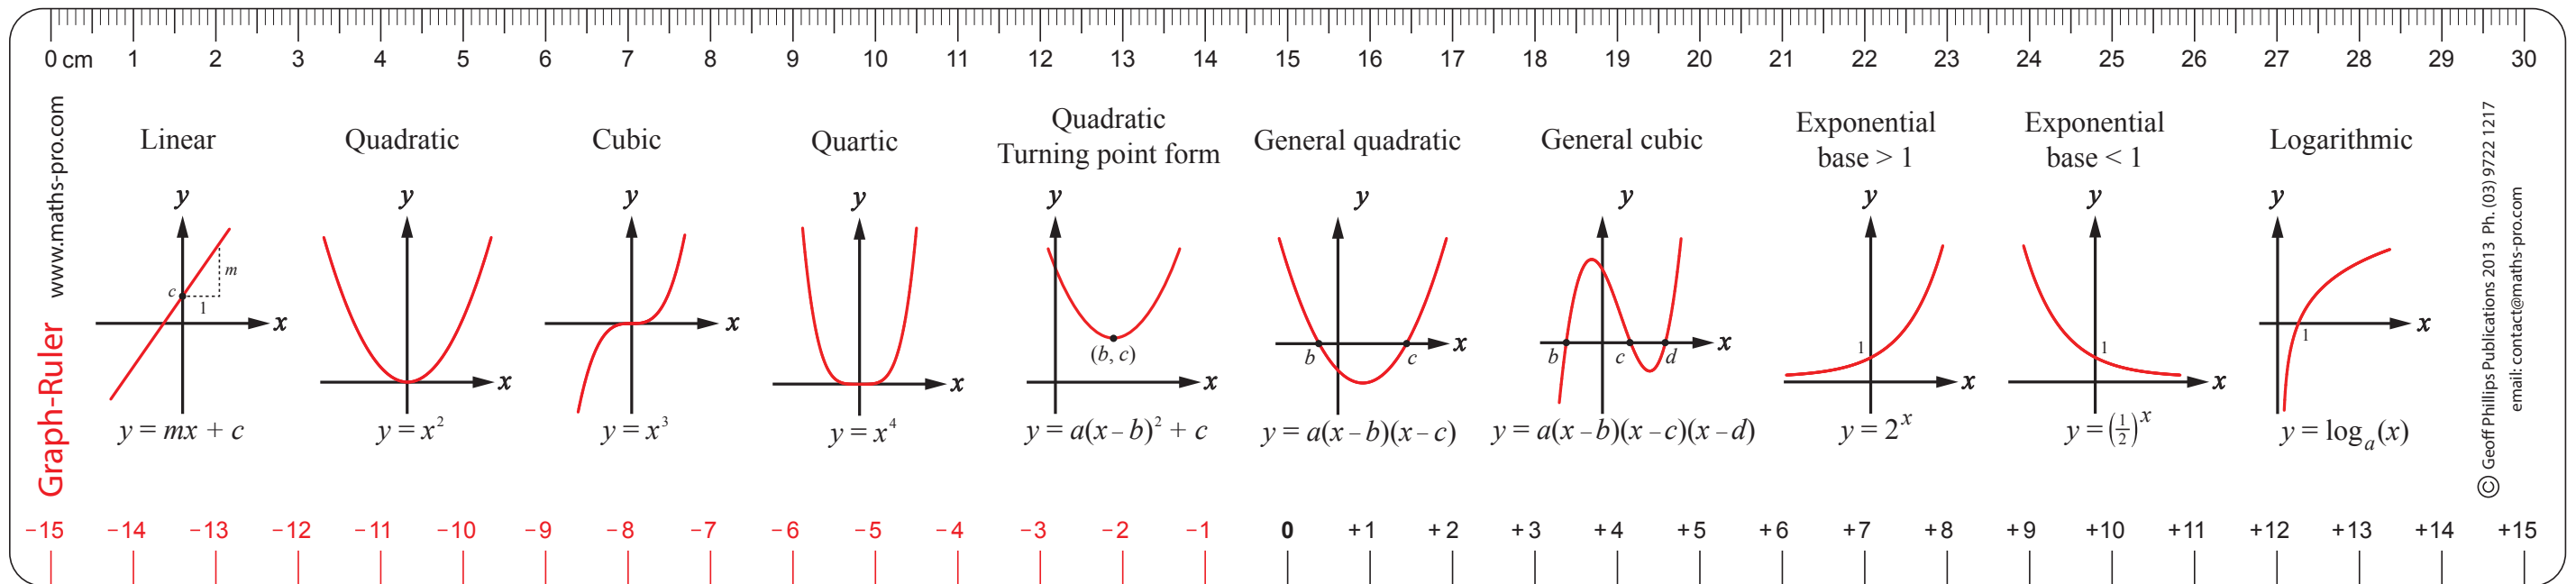 0 cm 1 2 3 4 5 6 7 8 9 10 11 12 13 14 15 16 17 18 19 20 21 22 23 24 25 26 27 28 29 30
Graph-Ruler www.maths-pro.com
Linear
y
c
m
1
x
y = mx + c
Quadratic
y
x
y = x²
Cubic
y
x
y = x³
Quartic
y
x
y = x⁴
Quadratic
Turning point form
y
(b, c)
x
y = a(x – b)² + c
General quadratic
y
b
c
x
y = a(x – b)(x – c)
General cubic
y
b
c
d
x
y = a(x – b)(x – c)(x – d)
Exponential
base > 1
y
1
x
y = 2ˣ
Exponential
base < 1
y
1
x
y = (1/2)ˣ
Logarithmic
y
1
x
y = logₐ(x)
© Geoff Phillips Publications 2013 Ph. (03) 9722 1217
email: contact@maths-pro.com
–15 –14 –13 –12 –11 –10 –9 –8 –7 –6 –5 –4 –3 –2 –1 0 +1 +2 +3 +4 +5 +6 +7 +8 +9 +10 +11 +12 +13 +14 +15